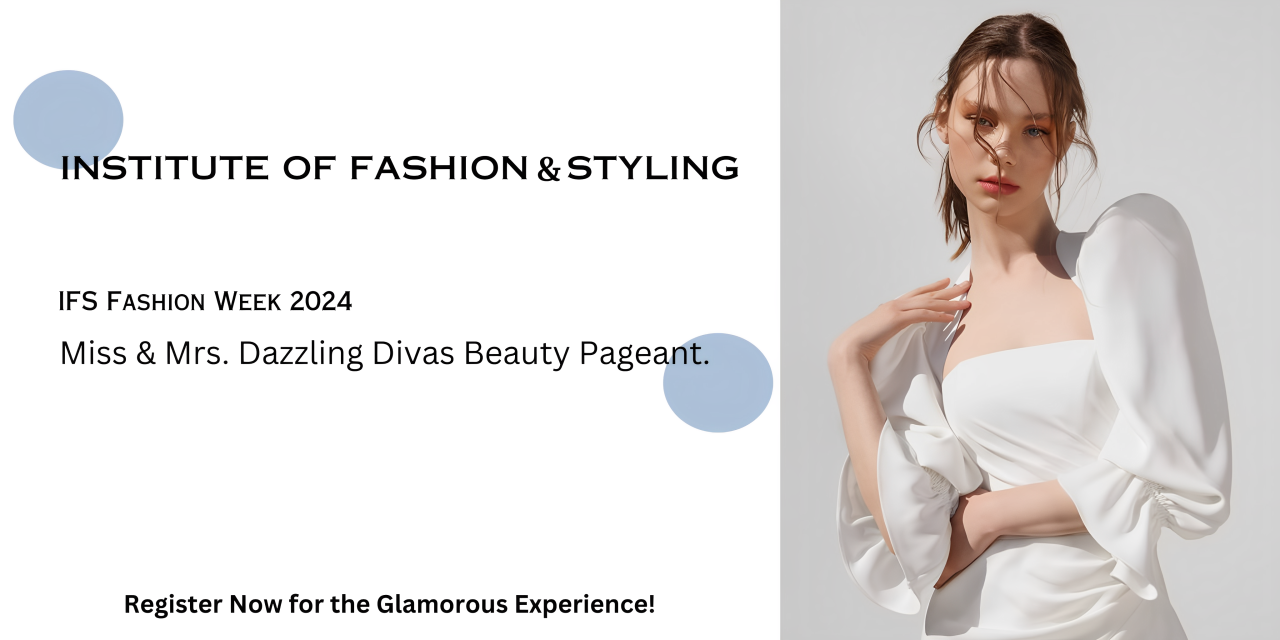 INSTITUTE OF FASHION & STYLING
IFS FASHION WEEK 2024
Miss & Mrs. Dazzling Divas Beauty Pageant.
Register Now for the Glamorous Experience!